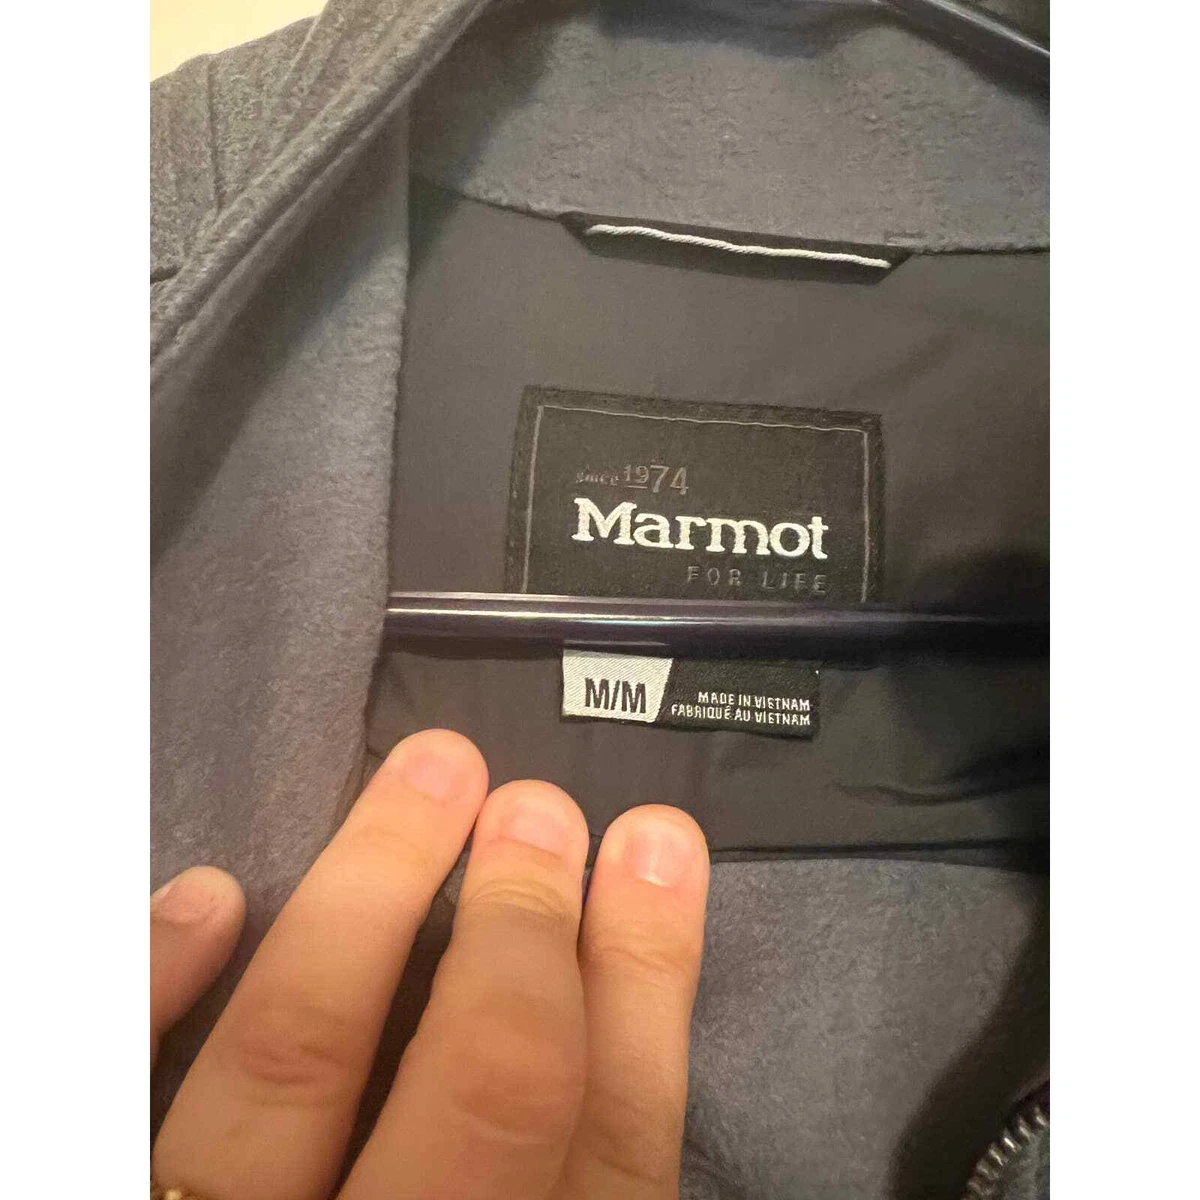 since 1974
Marmot
FOR LIFE
M/M
MADE IN VIETNAM
FABRIQUÉ AU VIETNAM